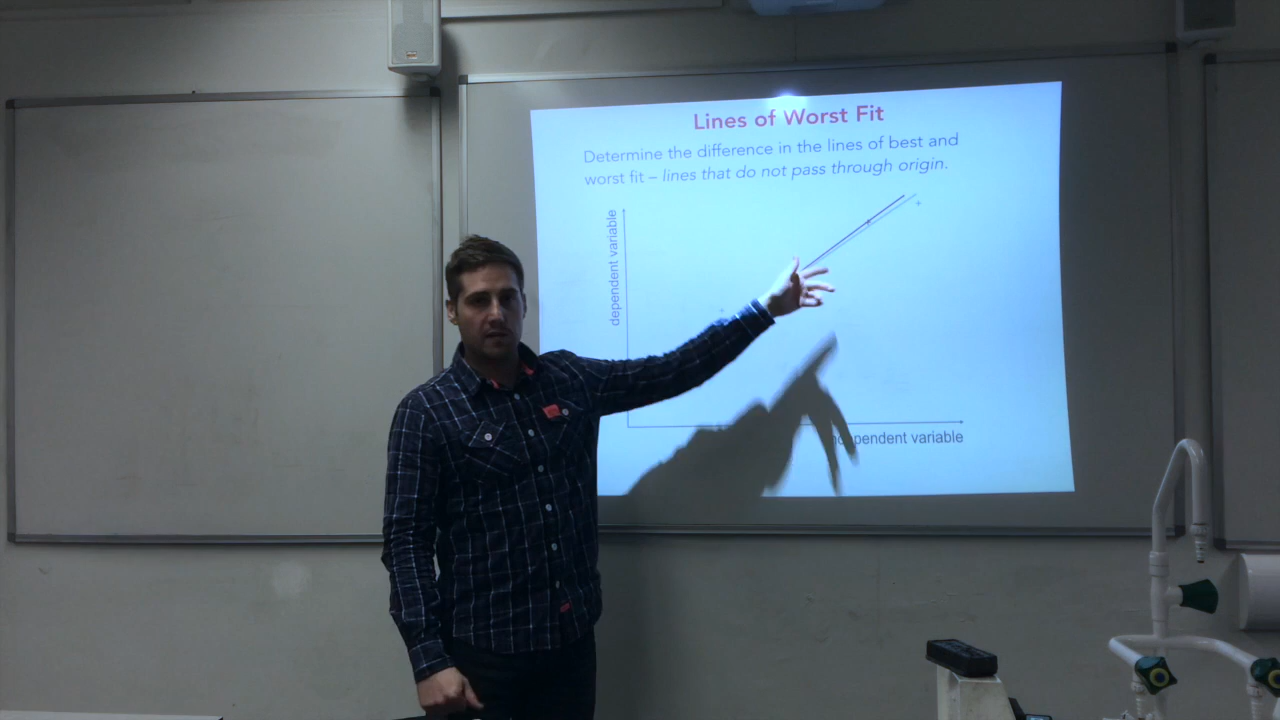 Lines of Worst Fit
Determine the difference in the lines of best and
worst fit – lines that do not pass through origin.
dependent variable
independent variable